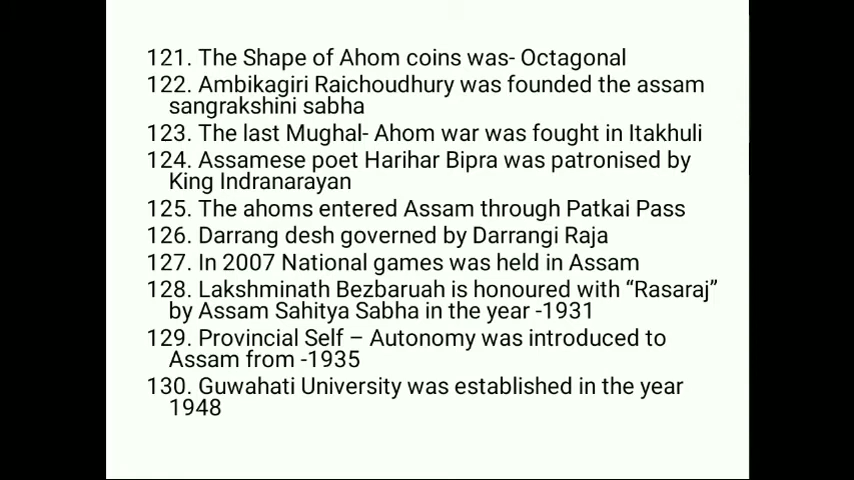 121. The Shape of Ahom coins was- Octagonal
122. Ambikagiri Raichoudhury was founded the assam
sangrakshini sabha
123. The last Mughal- Ahom war was fought in Itakhuli
124. Assamese poet Harihar Bipra was patronised by
King Indranarayan
125. The ahoms entered Assam through Patkai Pass
126. Darrang desh governed by Darrangi Raja
127. In 2007 National games was held in Assam
128. Lakshminath Bezbaruah is honoured with “Rasaraj”
by Assam Sahitya Sabha in the year -1931
129. Provincial Self – Autonomy was introduced to
Assam from -1935
130. Guwahati University was established in the year
1948